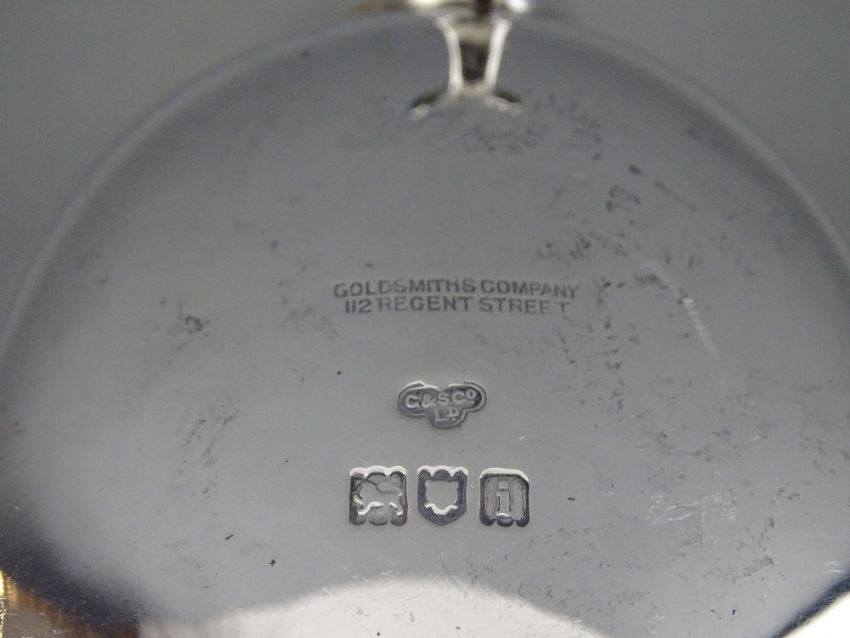 GOLDSMITHS COMPANY
112 REGENT STREET
G.&S.Co
LD
i